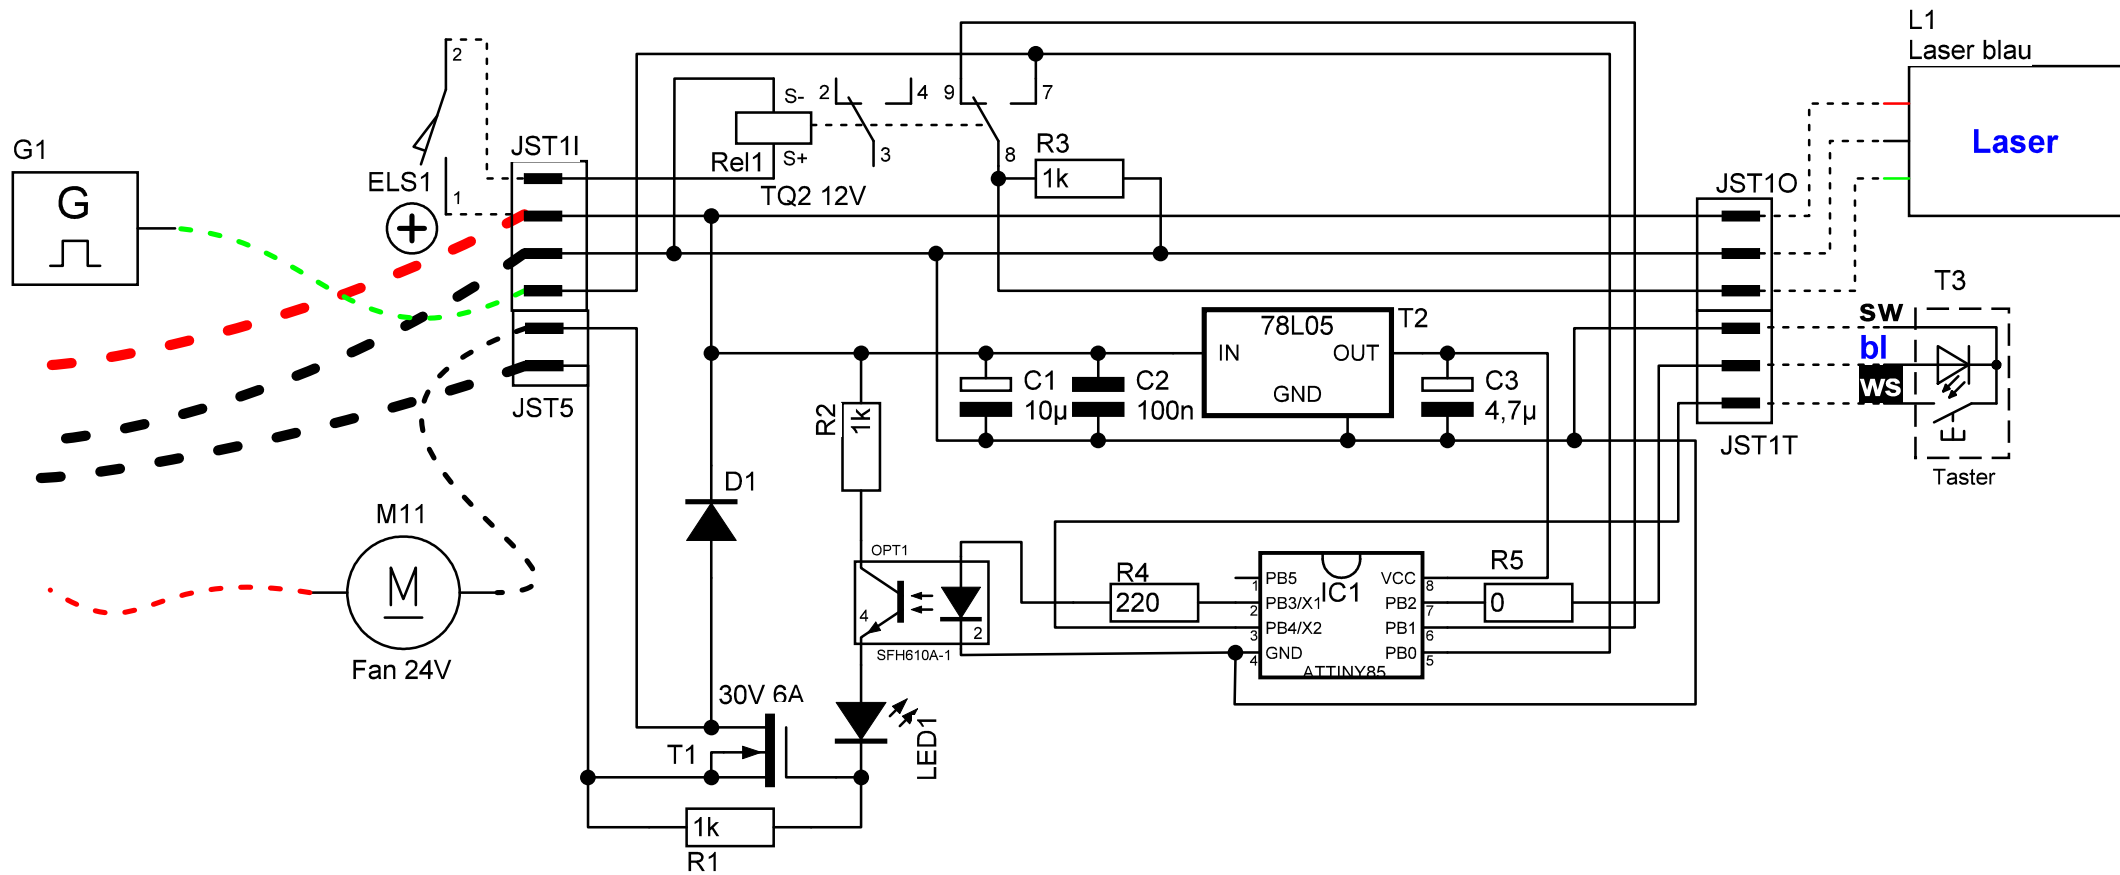 L1
Laser blau
Laser
G1
G
ELS1
2
1
JST1I
S-
S+
Rel1
TQ2 12V
2
4
3
9
7
8
R3
1k
JST1O
T3
sw
bl
ws
E
Taster
JST1T
JST5
78L05
T2
IN
OUT
GND
C1
10µ
C2
100n
C3
4,7µ
R2
1k
D1
M11
M
Fan 24V
OPT1
4
2
SFH610A-1
R4
220
PB5
1
PB3/X1
2
PB4/X2
3
GND
4
IC1
ATTINY85
VCC
8
PB2
7
PB1
6
PB0
5
R5
0
30V 6A
T1
LED1
1k
R1